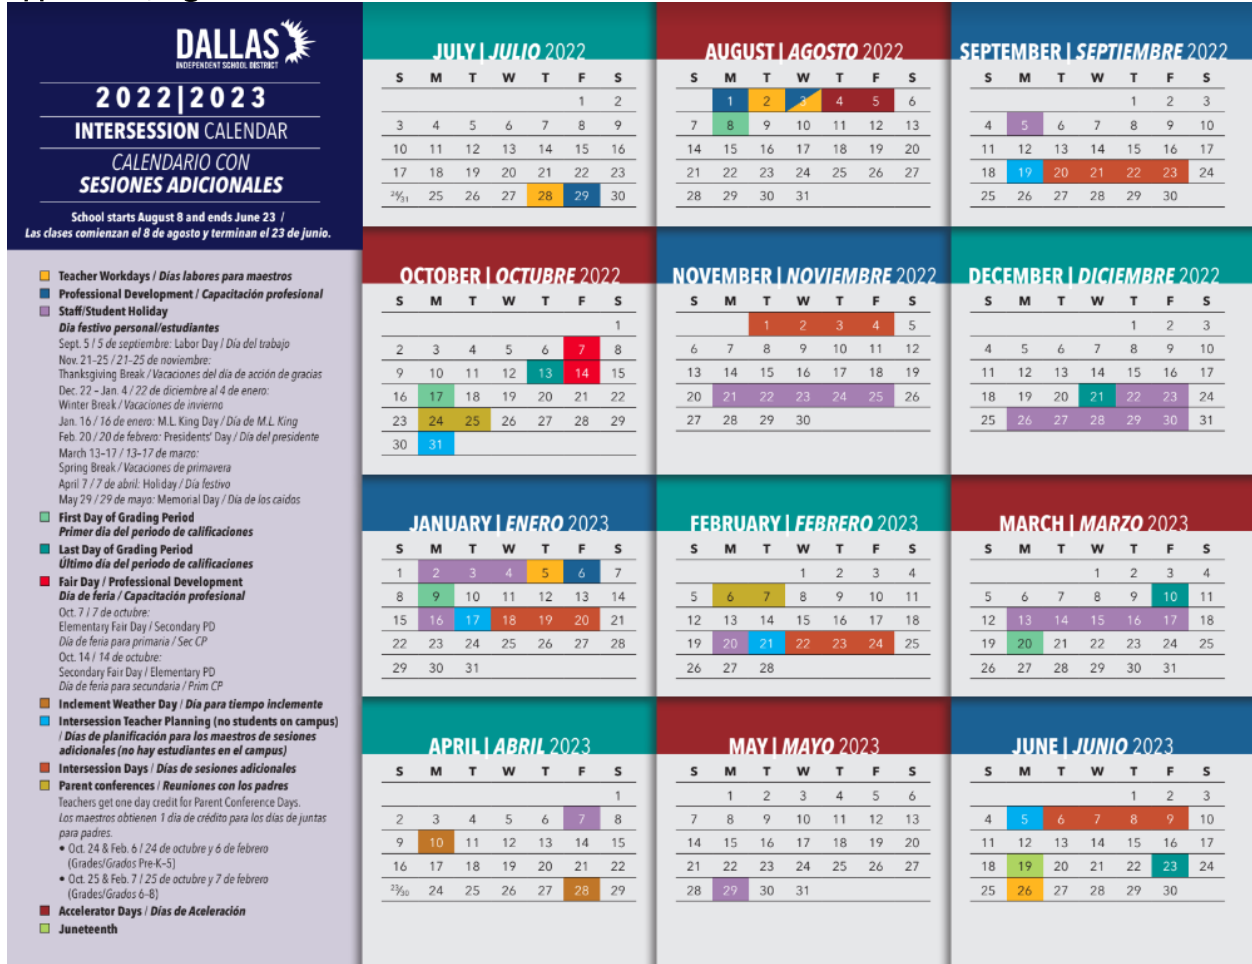 DALLAS
INDEPENDENT SCHOOL DISTRICT
2022|2023
INTERSESSION CALENDAR
CALENDARIO CON
SESIONES ADICIONALES
School starts August 8 and ends June 23 /
Las clases comienzan el 8 de agosto y terminan el 23 de junio.
Teacher Workdays / Días labores para maestros
Professional Development / Capacitación profesional
Staff/Student Holiday
Dia festivo personal/estudiantes
Sept. 5 / 5 de septiembre: Labor Day / Día del trabajo
Nov. 21-25 / 21-25 de noviembre:
Thanksgiving Break / Vacaciones del día de acción de gracias
Dec. 22 – Jan. 4 / 22 de diciembre al 4 de enero:
Winter Break / Vacaciones de invierno
Jan. 16 / 16 de enero: M.L. King Day / Día de M.L. King
Feb. 20 / 20 de febrero: Presidents' Day / Día del presidente
March 13–17 / 13–17 de marzo:
Spring Break / Vacaciones de primavera
April 7 / 7 de abril: Holiday / Día festivo
May 29 / 29 de mayo: Memorial Day / Día de los caídos
First Day of Grading Period
Primer dia del periodo de calificaciones
Last Day of Grading Period
Último día del periodo de calificaciones
Fair Day / Professional Development
Día de feria / Capacitación profesional
Oct. 7 / 7 de octubre:
Elementary Fair Day / Secondary PD
Día de feria para primaria / Sec CP
Oct. 14 / 14 de octubre:
Secondary Fair Day / Elementary PD
Día de feria para secundaria / Prim CP
Inclement Weather Day / Día para tiempo inclemente
Intersession Teacher Planning (no students on campus)
/ Días de planificación para los maestros de sesiones
adicionales (no hay estudiantes en el campus)
Intersession Days / Días de sesiones adicionales
Parent conferences / Reuniones con los padres
Teachers get one day credit for Parent Conference Days.
Los maestros obtienen 1 dia de crédito para los días de juntas
para padres.
• Oct. 24 & Feb. 6 / 24 de octubre y 6 de febrero
(Grades/Grados Pre-K–5)
• Oct. 25 & Feb. 7 / 25 de octubre y 7 de febrero
(Grades/Grados 6–8)
Accelerator Days / Días de Aceleración
Juneteenth
JULY | JULIO 2022
S M T W T F S
1 2
3 4 5 6 7 8 9
10 11 12 13 14 15 16
17 18 19 20 21 22 23
24/31 25 26 27 28 29 30
AUGUST | AGOSTO 2022
S M T W T F S
1 2 3 4 5 6
7 8 9 10 11 12 13
14 15 16 17 18 19 20
21 22 23 24 25 26 27
28 29 30 31
SEPTEMBER | SEPTIEMBRE 2022
S M T W T F S
1 2 3
4 5 6 7 8 9 10
11 12 13 14 15 16 17
18 19 20 21 22 23 24
25 26 27 28 29 30
OCTOBER | OCTUBRE 2022
S M T W T F S
1
2 3 4 5 6 7 8
9 10 11 12 13 14 15
16 17 18 19 20 21 22
23 24 25 26 27 28 29
30 31
NOVEMBER | NOVIEMBRE 2022
S M T W T F S
1 2 3 4 5
6 7 8 9 10 11 12
13 14 15 16 17 18 19
20 21 22 23 24 25 26
27 28 29 30
DECEMBER | DICIEMBRE 2022
S M T W T F S
1 2 3
4 5 6 7 8 9 10
11 12 13 14 15 16 17
18 19 20 21 22 23 24
25 26 27 28 29 30 31
JANUARY | ENERO 2023
S M T W T F S
1 2 3 4 5 6 7
8 9 10 11 12 13 14
15 16 17 18 19 20 21
22 23 24 25 26 27 28
29 30 31
FEBRUARY | FEBRERO 2023
S M T W T F S
1 2 3 4
5 6 7 8 9 10 11
12 13 14 15 16 17 18
19 20 21 22 23 24 25
26 27 28
MARCH | MARZO 2023
S M T W T F S
1 2 3 4
5 6 7 8 9 10 11
12 13 14 15 16 17 18
19 20 21 22 23 24 25
26 27 28 29 30 31
APRIL | ABRIL 2023
S M T W T F S
1
2 3 4 5 6 7 8
9 10 11 12 13 14 15
16 17 18 19 20 21 22
23/30 24 25 26 27 28 29
MAY | MAYO 2023
S M T W T F S
1 2 3 4 5 6
7 8 9 10 11 12 13
14 15 16 17 18 19 20
21 22 23 24 25 26 27
28 29 30 31
JUNE | JUNIO 2023
S M T W T F S
1 2 3
4 5 6 7 8 9 10
11 12 13 14 15 16 17
18 19 20 21 22 23 24
25 26 27 28 29 30